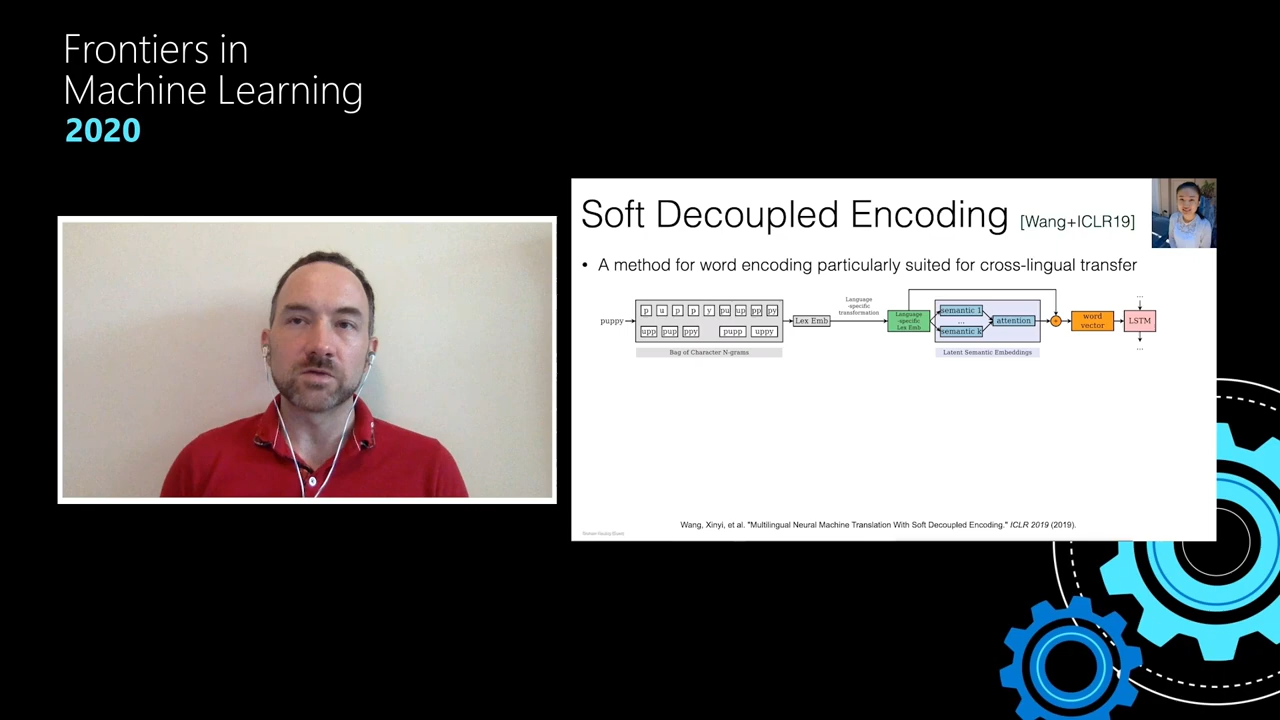 Frontiers in
Machine Learning
2020
Soft Decoupled Encoding [Wang+ICLR19]
• A method for word encoding particularly suited for cross-lingual transfer
puppy
p u p p y pu up pp py
upp pup ppy pupp uppy
Bag of Character N-grams
Lex Emb
Language
-specific
transformation
Language
-specific
Lex Emb
semantic 1
...
semantic k
attention
Latent Semantic Embeddings
+
word
vector
...
LSTM
...
Wang, Xinyi, et al. "Multilingual Neural Machine Translation With Soft Decoupled Encoding." ICLR 2019 (2019).